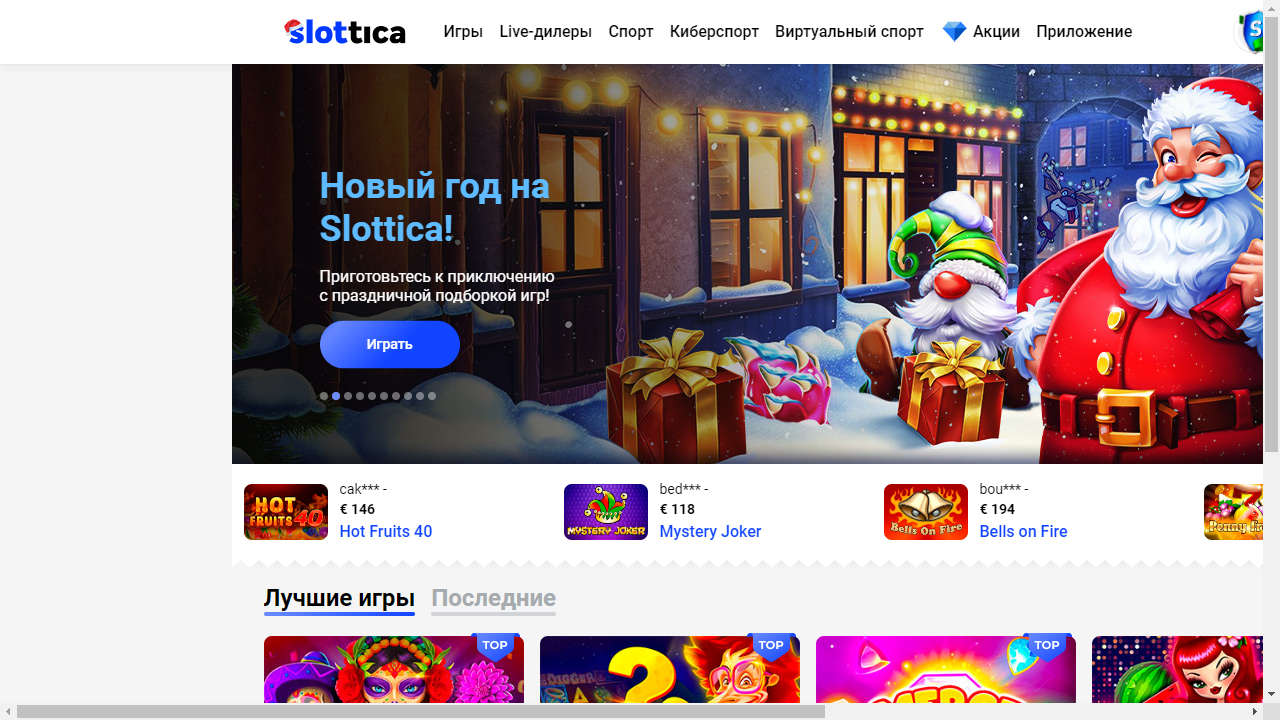 slottica
Игры
Live-дилеры
Спорт
Киберспорт
Виртуальный спорт
Акции
Приложение
S
Новый год на
Slottica!
Приготовьтесь к приключению
с праздничной подборкой игр!
Играть
HOT
FRUITS 40
cak*** -
€ 146
Hot Fruits 40
MYSTERY JOKER
bed*** -
€ 118
Mystery Joker
Bells On Fire
bou*** -
€ 194
Bells on Fire
Лучшие игры
Последние
TOP
TOP
TOP